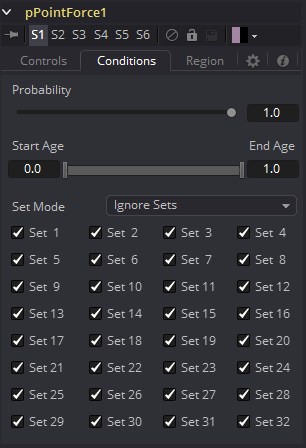 pPointForce1
S1 S2 S3 S4 S5 S6
Controls Conditions Region
Probability
1.0
Start Age End Age
0.0 1.0
Set Mode Ignore Sets
Set 1 Set 2 Set 3 Set 4
Set 5 Set 6 Set 7 Set 8
Set 9 Set 10 Set 11 Set 12
Set 13 Set 14 Set 15 Set 16
Set 17 Set 18 Set 19 Set 20
Set 21 Set 22 Set 23 Set 24
Set 25 Set 26 Set 27 Set 28
Set 29 Set 30 Set 31 Set 32